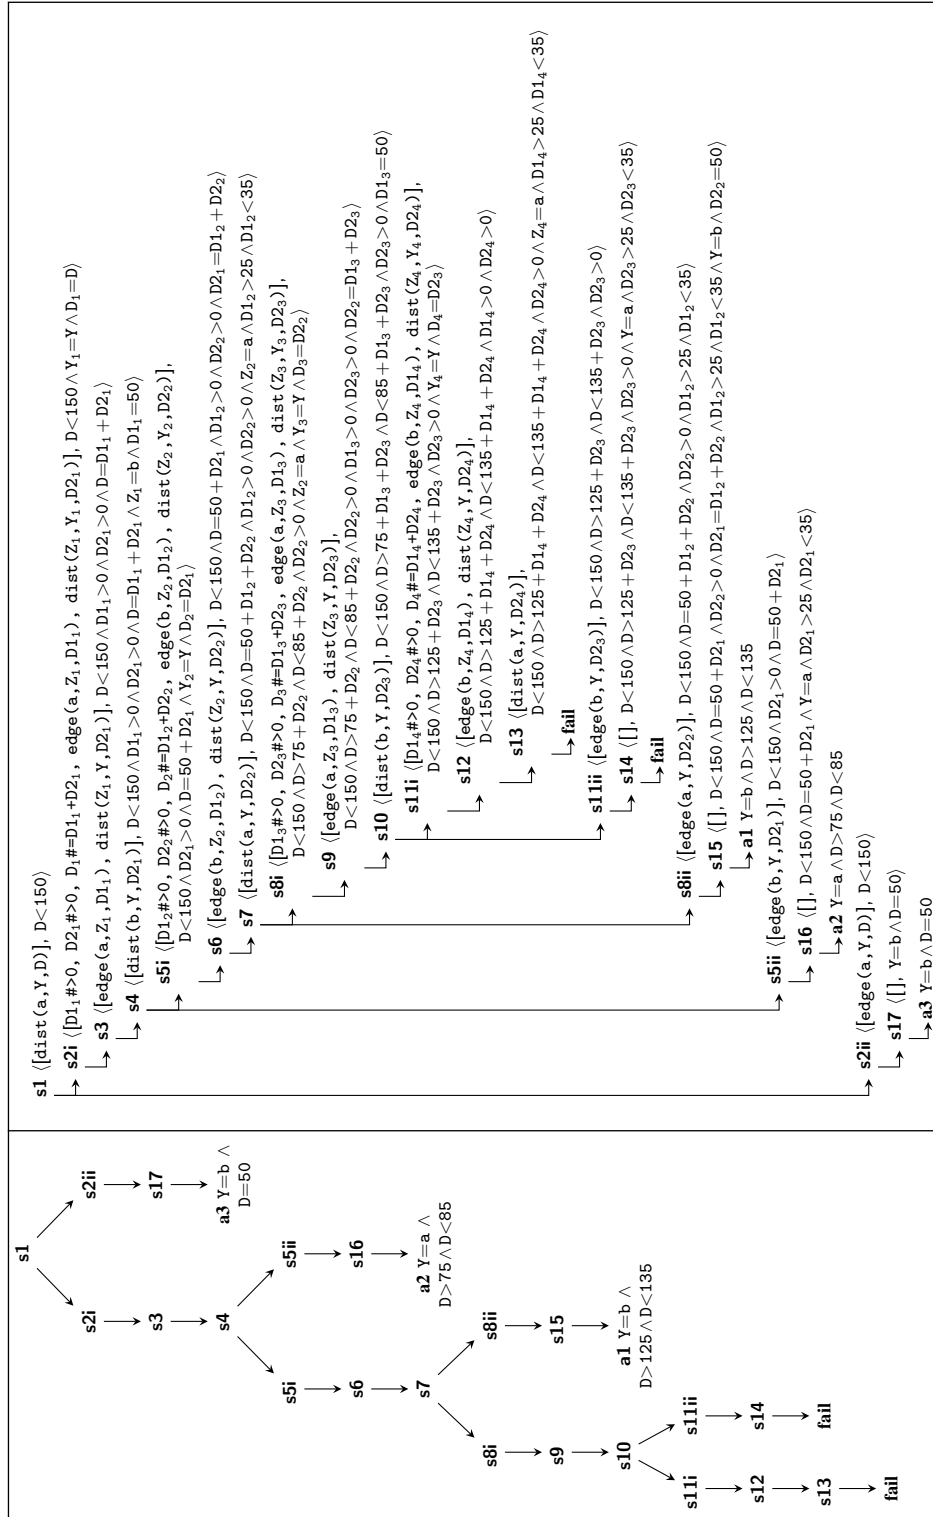 s1
s2i s2ii
s3 s17
s4 a3 Y=b ∧
D=50
s5i s5ii
s6 s16
s7 a2 Y=a ∧
D>75∧D<85
s8i s8ii
s9 s15
s10 a1 Y=b ∧
D>125∧D<135
s11i s11ii
s12 s14
s13 fail
fail
s1 ⟨[dist(a,Y,D)], D<150⟩
s2i ⟨[D1₁#>0, D2₁#>0, D₁#=D1₁+D2₁, edge(a,Z₁,D1₁), dist(Z₁,Y₁,D2₁)], D<150∧Y₁=Y∧D₁=D⟩
s3 ⟨[edge(a,Z₁,D1₁), dist(Z₁,Y,D2₁)], D<150∧D1₁>0∧D2₁>0∧D=D1₁+D2₁⟩
s4 ⟨[dist(b,Y,D2₁)], D<150∧D1₁>0∧D2₁>0∧D=D1₁+D2₁∧Z₁=b∧D1₁=50⟩
s5i ⟨[D1₂#>0, D2₂#>0, D₂#=D1₂+D2₂, edge(b,Z₂,D1₂), dist(Z₂,Y₂,D2₂)],
D<150∧D2₁>0∧D=50+D2₁∧Y₂=Y∧D₂=D2₁⟩
s6 ⟨[edge(b,Z₂,D1₂), dist(Z₂,Y,D2₂)], D<150∧D=50+D2₁∧D1₂>0∧D2₂>0∧D2₁=D1₂+D2₂⟩
s7 ⟨[dist(a,Y,D2₂)], D<150∧D=50+D1₂+D2₂∧D1₂>0∧D2₂>0∧Z₂=a∧D1₂>25∧D1₂<35⟩
s8i ⟨[D1₃#>0, D2₃#>0, D₃#=D1₃+D2₃, edge(a,Z₃,D1₃), dist(Z₃,Y₃,D2₃)],
D<150∧D>75+D2₂∧D<85+D2₂∧D2₂>0∧Z₂=a∧Y₃=Y∧D₃=D2₂⟩
s9 ⟨[edge(a,Z₃,D1₃), dist(Z₃,Y,D2₃)],
D<150∧D>75+D2₂∧D<85+D2₂∧D2₂>0∧D1₃>0∧D2₃>0∧D2₂=D1₃+D2₃⟩
s10 ⟨[dist(b,Y,D2₃)], D<150∧D>75+D1₃+D2₃∧D<85+D1₃+D2₃∧D2₃>0∧D1₃=50⟩
s11i ⟨[D1₄#>0, D2₄#>0, D₄#=D1₄+D2₄, edge(b,Z₄,D1₄), dist(Z₄,Y₄,D2₄)],
D<150∧D>125+D2₃∧D<135+D2₃∧D2₃>0∧Y₄=Y∧D₄=D2₃⟩
s12 ⟨[edge(b,Z₄,D1₄), dist(Z₄,Y,D2₄)],
D<150∧D>125+D1₄+D2₄∧D<135+D1₄+D2₄∧D1₄>0∧D2₄>0⟩
s13 ⟨[dist(a,Y,D2₄)],
D<150∧D>125+D1₄+D2₄∧D<135+D1₄+D2₄∧D2₄>0∧Z₄=a∧D1₄>25∧D1₄<35⟩
fail
s11ii ⟨[edge(b,Y,D2₃)], D<150∧D>125+D2₃∧D<135+D2₃∧D2₃>0⟩
s14 ⟨[], D<150∧D>125+D2₃∧D<135+D2₃∧D2₃>0∧Y=a∧D2₃>25∧D2₃<35⟩
fail
s8ii ⟨[edge(a,Y,D2₂)], D<150∧D=50+D1₂+D2₂∧D2₂>0∧D1₂>25∧D1₂<35⟩
s15 ⟨[], D<150∧D=50+D2₁∧D2₂>0∧D2₁=D1₂+D2₂∧D1₂>25∧D1₂<35∧Y=b∧D2₂=50⟩
a1 Y=b∧D>125∧D<135
s5ii ⟨[edge(b,Y,D2₁)], D<150∧D2₁>0∧D=50+D2₁⟩
s16 ⟨[], D<150∧D=50+D2₁∧Y=a∧D2₁>25∧D2₁<35⟩
a2 Y=a∧D>75∧D<85
s2ii ⟨[edge(a,Y,D)], D<150⟩
s17 ⟨[], Y=b∧D=50⟩
a3 Y=b∧D=50